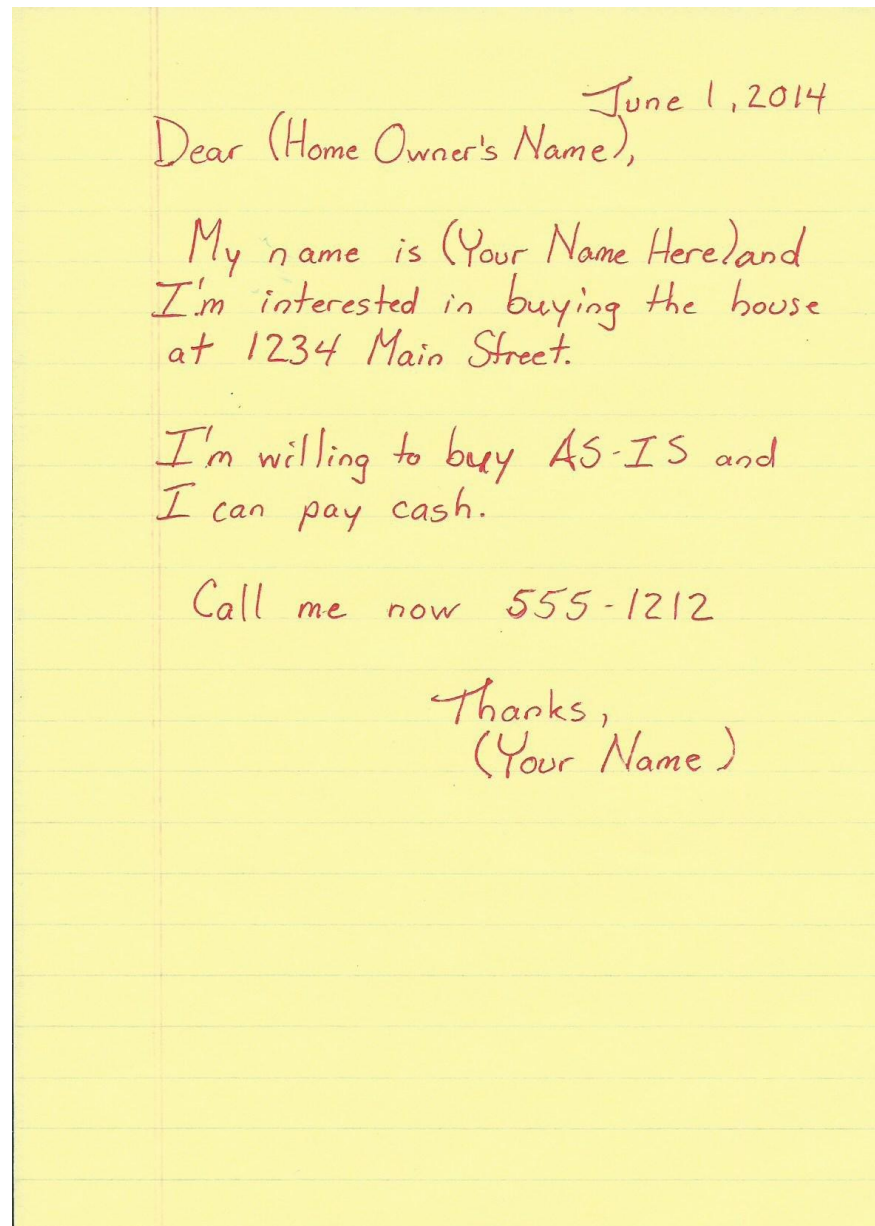 June 1, 2014
Dear (Home Owner's Name),
My name is (Your Name Here) and
I'm interested in buying the house
at 1234 Main Street.
I'm willing to buy AS-IS and
I can pay cash.
Call me now 555-1212
Thanks,
(Your Name)